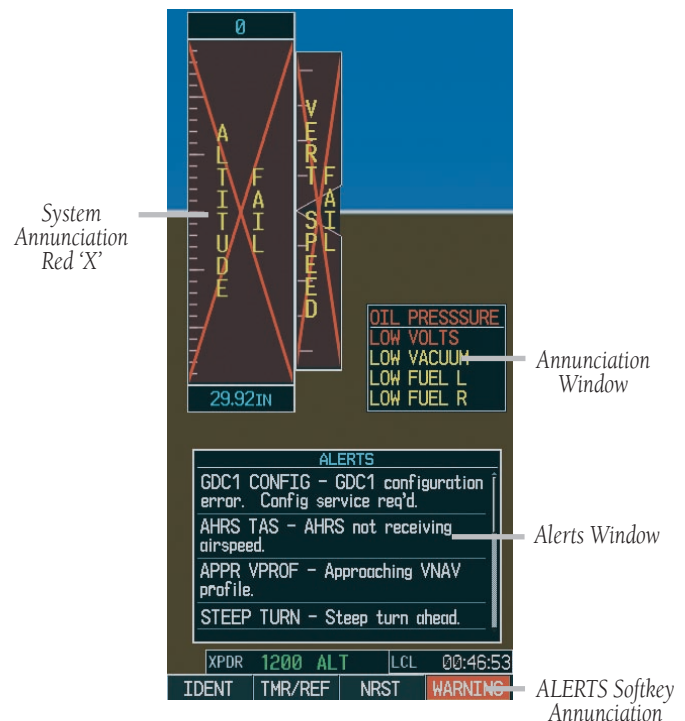 0
ALTITUDE
FAIL
VERT SPEED
FAIL
System
Annunciation
Red ‘X’
OIL PRESSSURE
LOW VOLTS
LOW VACUUM
LOW FUEL L
LOW FUEL R
Annunciation
Window
29.92IN
ALERTS
GDC1 CONFIG – GDC1 configuration
error. Config service req'd.
AHRS TAS – AHRS not receiving
airspeed.
Alerts Window
APPR VPROF – Approaching VNAV
profile.
STEEP TURN – Steep turn ahead.
XPDR 1200 ALT LCL 00:46:53
IDENT TMR/REF NRST WARNING
ALERTS Softkey
Annunciation